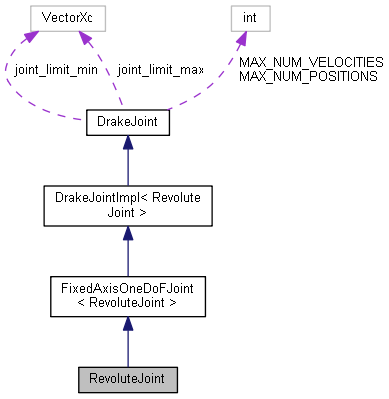 VectorXd
int
joint_limit_min
joint_limit_max
MAX_NUM_VELOCITIES
MAX_NUM_POSITIONS
DrakeJoint
DrakeJointImpl< Revolute
Joint >
FixedAxisOneDoFJoint
< RevoluteJoint >
RevoluteJoint